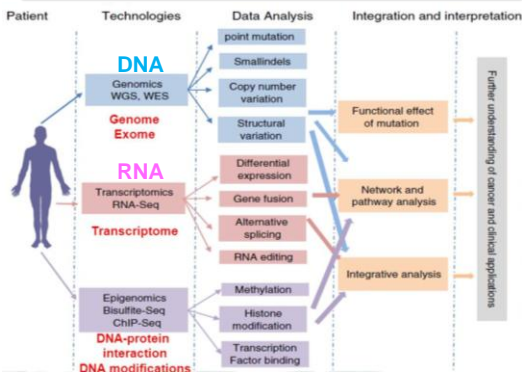 Patient
Technologies
Data Analysis
Integration and interpretation
DNA
Genomics
WGS, WES
Genome
Exome
RNA
Transcriptomics
RNA-Seq
Transcriptome
Epigenomics
Bisulfite-Seq
ChIP-Seq
DNA-protein
interaction
DNA modifications
point mutation
Smallindels
Copy number
variation
Structural
variation
Differential
expression
Gene fusion
Alternative
splicing
RNA editing
Methylation
Histone
modification
Transcription
Factor binding
Functional effect
of mutation
Network and
pathway analysis
Integrative analysis
Further understanding of cancer and clinical applications